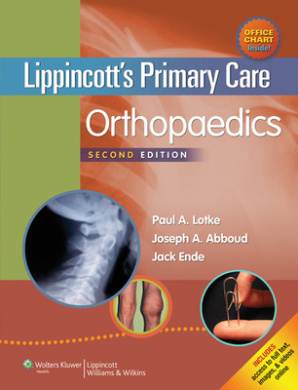 OFFICE
CHART
Inside!
Lippincott's Primary Care
Orthopaedics
SECOND EDITION
Paul A. Lotke
Joseph A. Abboud
Jack Ende
INCLUDES
access to full text,
images, & videos
online
Wolters Kluwer
Health
Lippincott
Williams & Wilkins